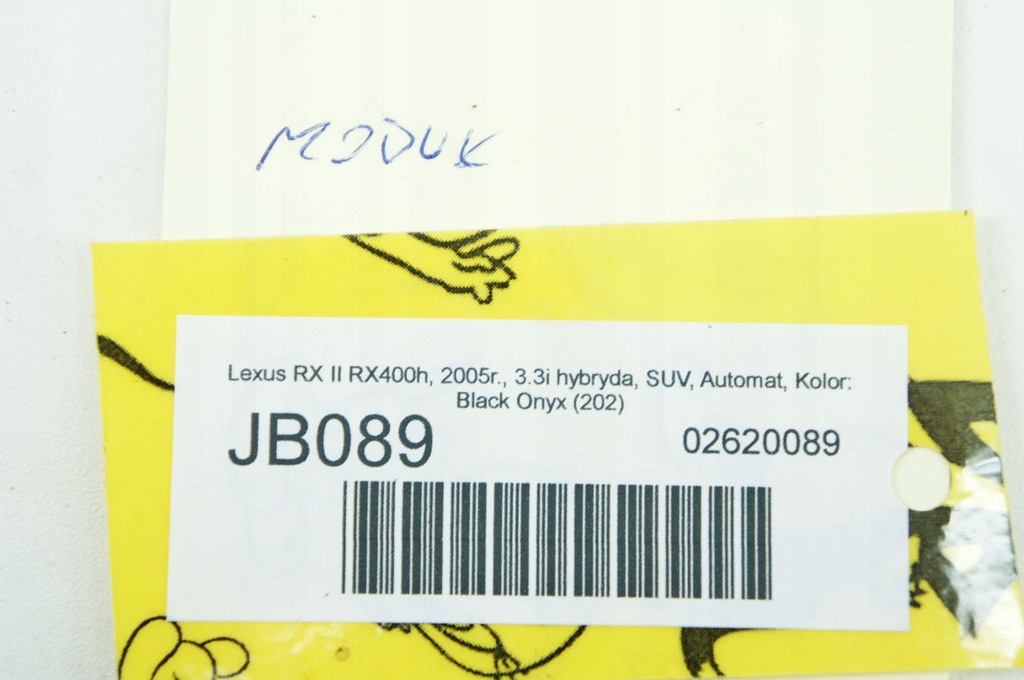 MODUK
Lexus RX II RX400h, 2005r., 3.3i hybryda, SUV, Automat, Kolor:
Black Onyx (202)
JB089
02620089